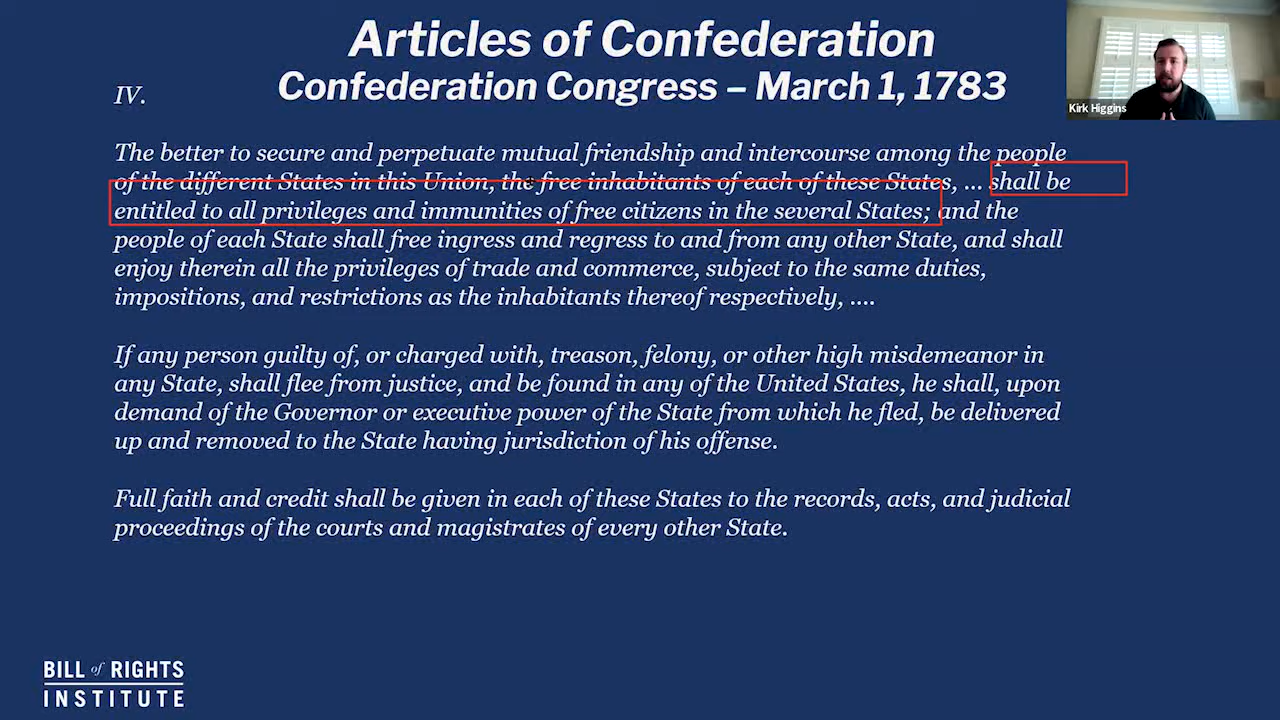 Articles of Confederation
Confederation Congress – March 1, 1783
Kirk Higgins
IV.
The better to secure and perpetuate mutual friendship and intercourse among the people
of the different States in this Union, the free inhabitants of each of these States, ... shall be
entitled to all privileges and immunities of free citizens in the several States; and the
people of each State shall free ingress and regress to and from any other State, and shall
enjoy therein all the privileges of trade and commerce, subject to the same duties,
impositions, and restrictions as the inhabitants thereof respectively, ....
If any person guilty of, or charged with, treason, felony, or other high misdemeanor in
any State, shall flee from justice, and be found in any of the United States, he shall, upon
demand of the Governor or executive power of the State from which he fled, be delivered
up and removed to the State having jurisdiction of his offense.
Full faith and credit shall be given in each of these States to the records, acts, and judicial
proceedings of the courts and magistrates of every other State.
BILL of RIGHTS
INSTITUTE